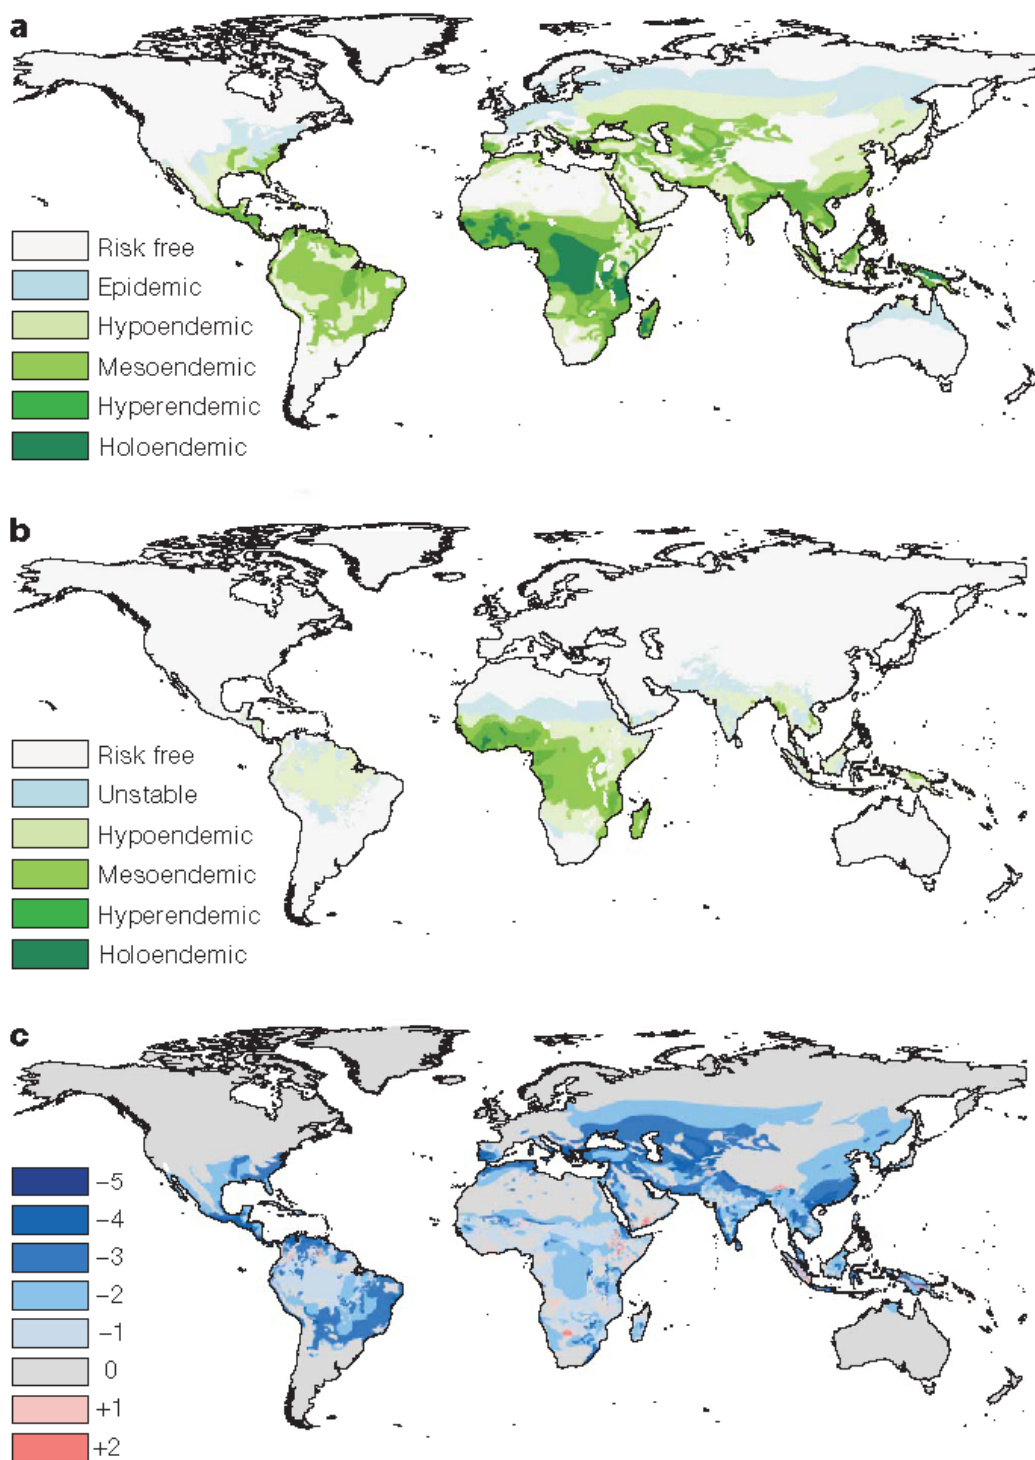 a
Risk free
Epidemic
Hypoendemic
Mesoendemic
Hyperendemic
Holoendemic
b
Risk free
Unstable
Hypoendemic
Mesoendemic
Hyperendemic
Holoendemic
c
−5
−4
−3
−2
−1
0
+1
+2